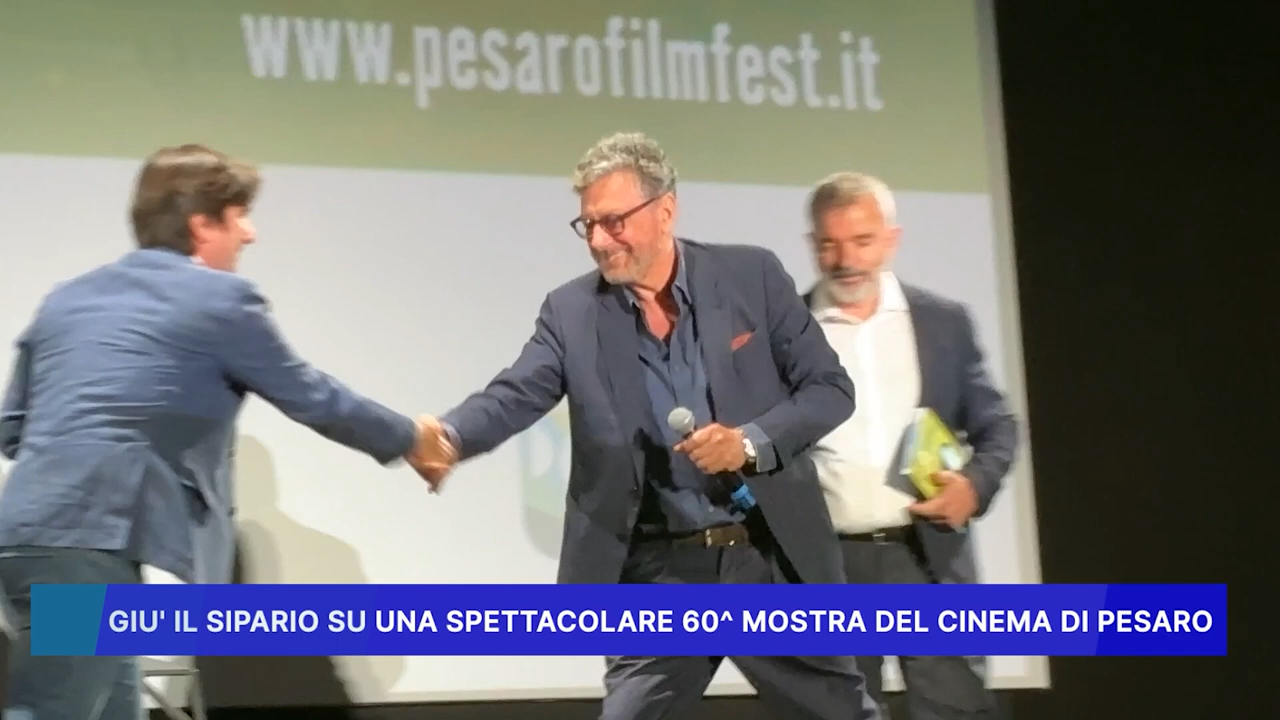 www.pesarofilmfest.it
GIU' IL SIPARIO SU UNA SPETTACOLARE 60^ MOSTRA DEL CINEMA DI PESARO